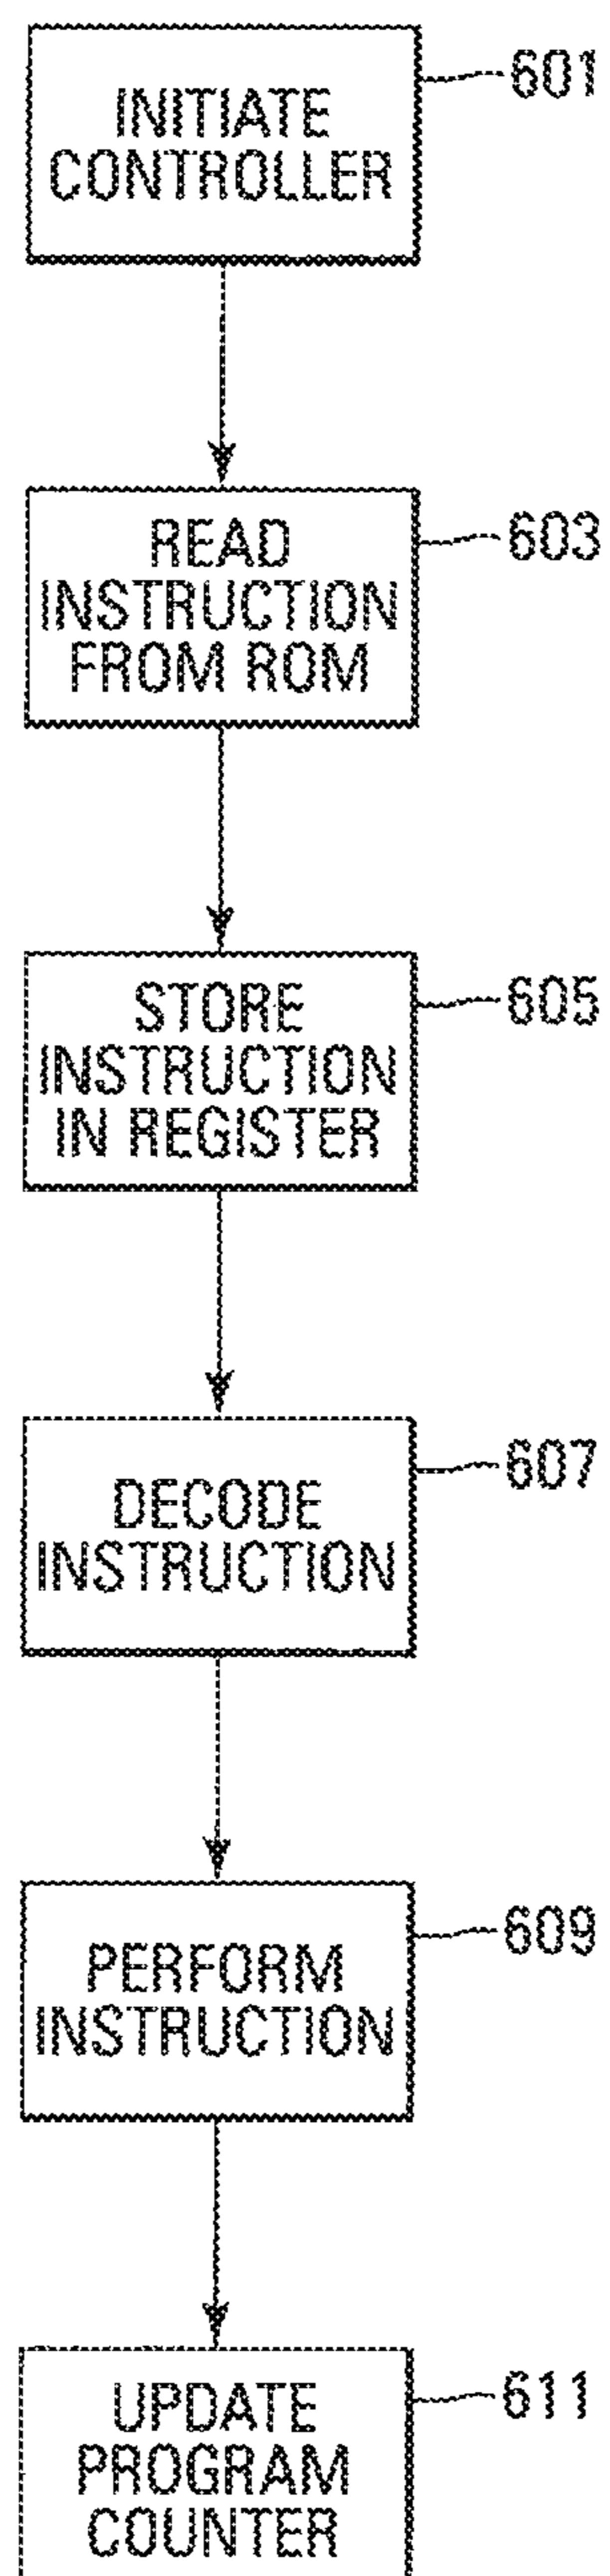 INITIATE
CONTROLLER
601
READ
INSTRUCTION
FROM ROM
603
STORE
INSTRUCTION
IN REGISTER
605
DECODE
INSTRUCTION
607
PERFORM
INSTRUCTION
609
UPDATE
PROGRAM
COUNTER
611